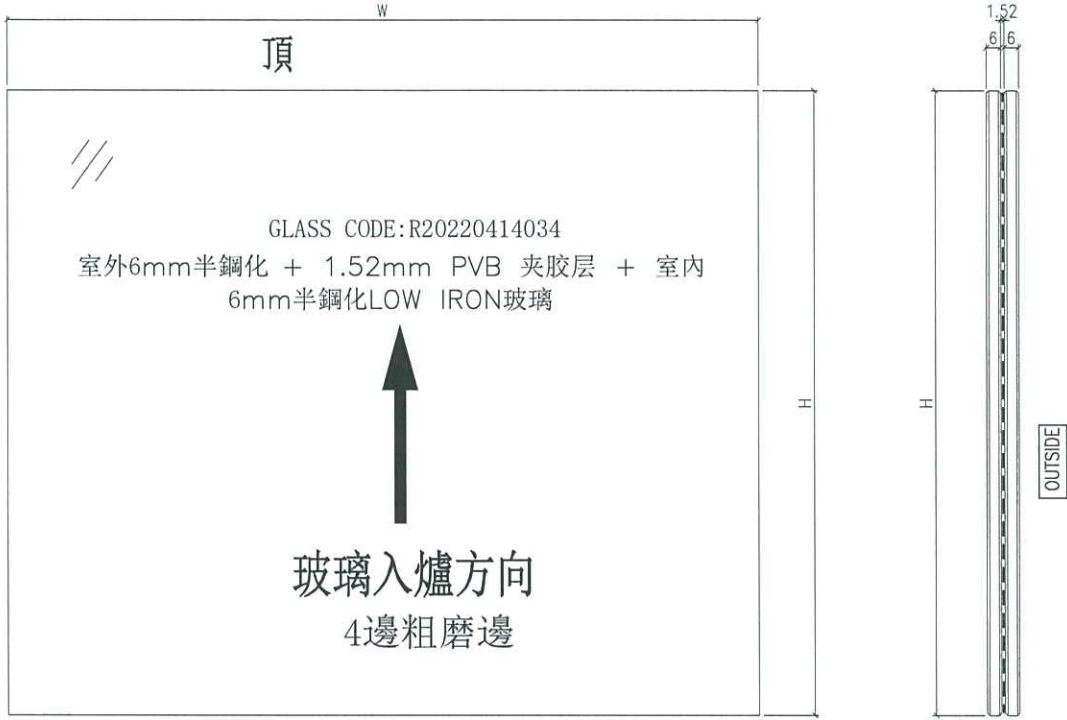 W
1.52
6 6
頂
GLASS CODE:R20220414034
室外6mm半鋼化 + 1.52mm PVB 夹胶层 + 室內
6mm半鋼化LOW IRON玻璃
H
H
OUTSIDE
玻璃入爐方向
4邊粗磨邊